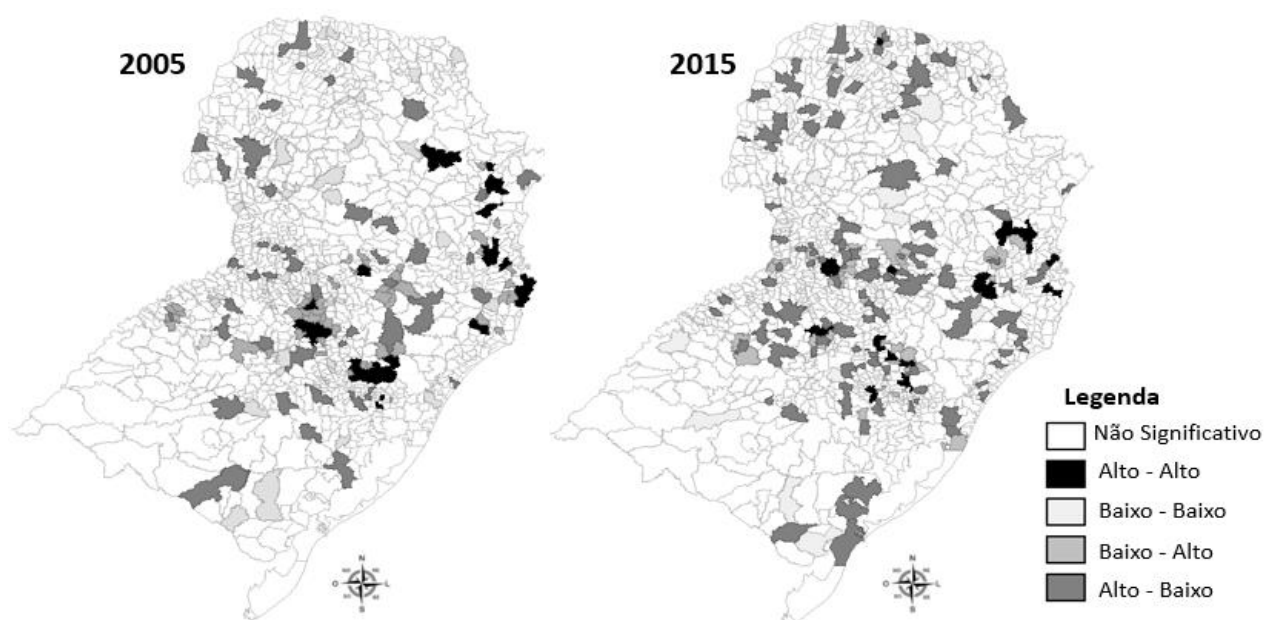 2005
2015
Legenda
Não Significativo
Alto - Alto
Baixo - Baixo
Baixo - Alto
Alto - Baixo
N
O
L
S
N
O
L
S